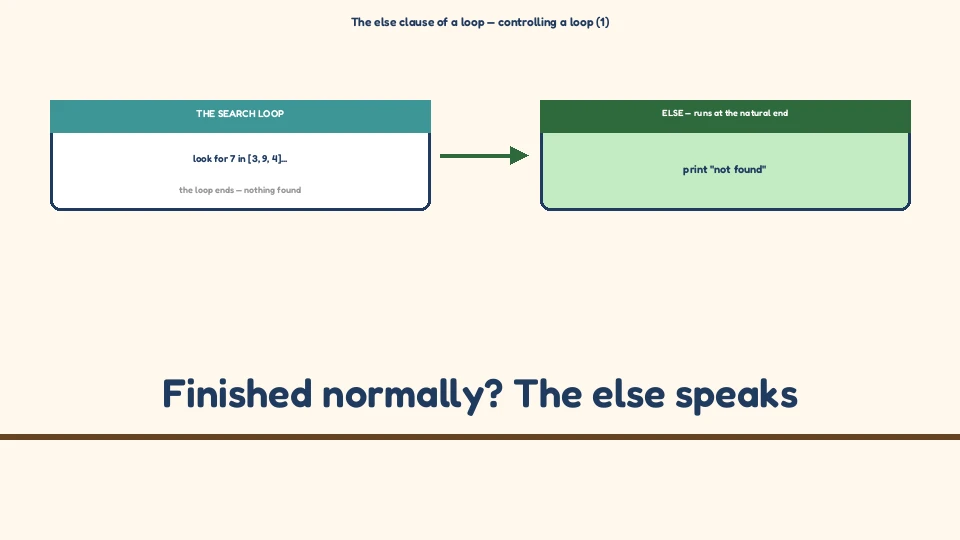 The else clause of a loop — controlling a loop (1)
THE SEARCH LOOP
look for 7 in [3, 9, 4]...
the loop ends — nothing found
ELSE — runs at the natural end
print "not found"
Finished normally? The else speaks